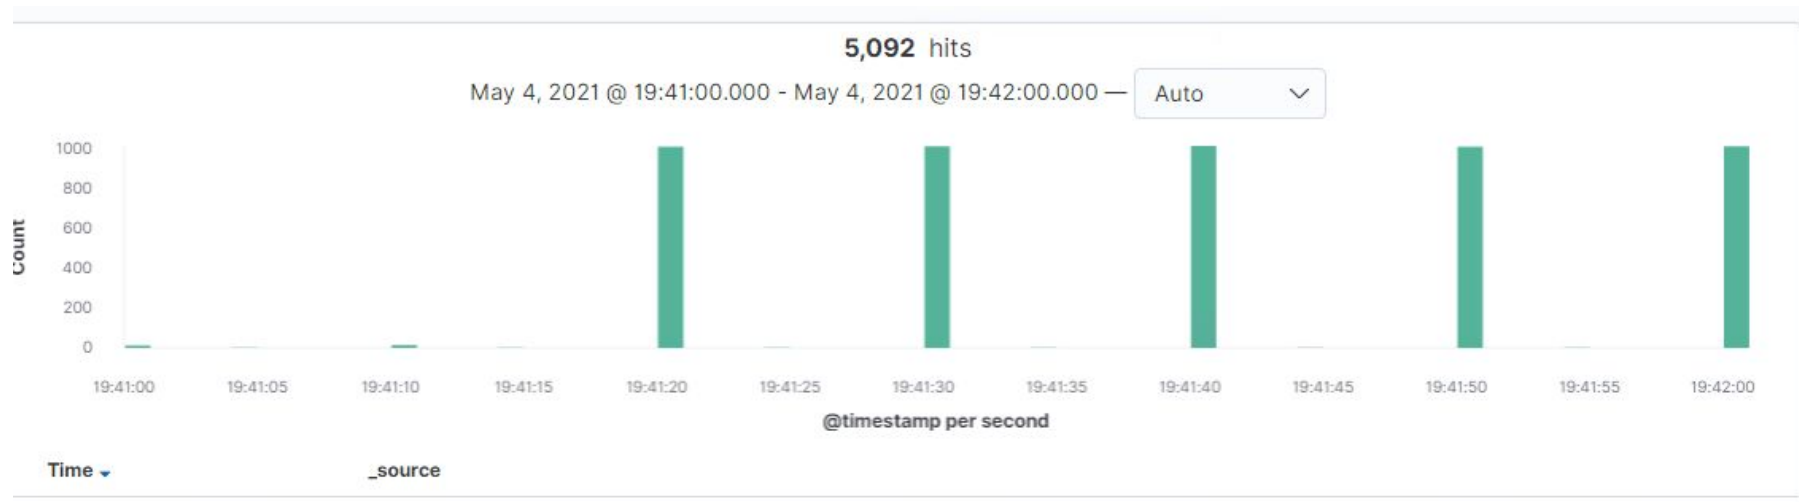 5,092 hits
May 4, 2021 @ 19:41:00.000 - May 4, 2021 @ 19:42:00.000 — Auto
1000
800
600
400
200
0
Count
19:41:00 19:41:05 19:41:10 19:41:15 19:41:20 19:41:25 19:41:30 19:41:35 19:41:40 19:41:45 19:41:50 19:41:55 19:42:00
@timestamp per second
Time _source